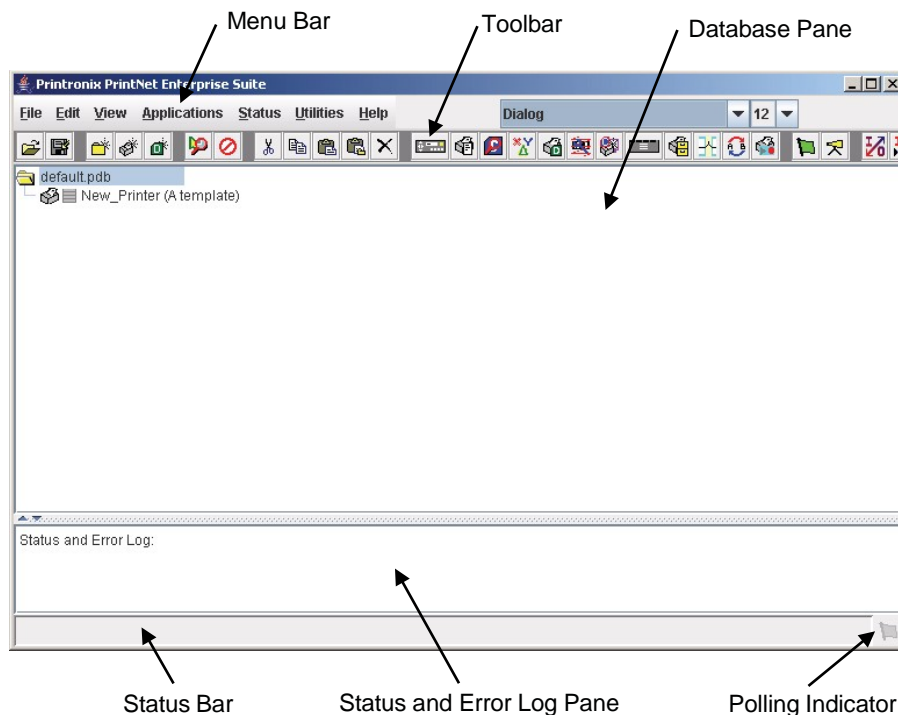 Menu Bar
Toolbar
Database Pane
Printronix PrintNet Enterprise Suite
File Edit View Applications Status Utilities Help
Dialog
12
default.pdb
New_Printer (A template)
Status and Error Log:
Status Bar
Status and Error Log Pane
Polling Indicator